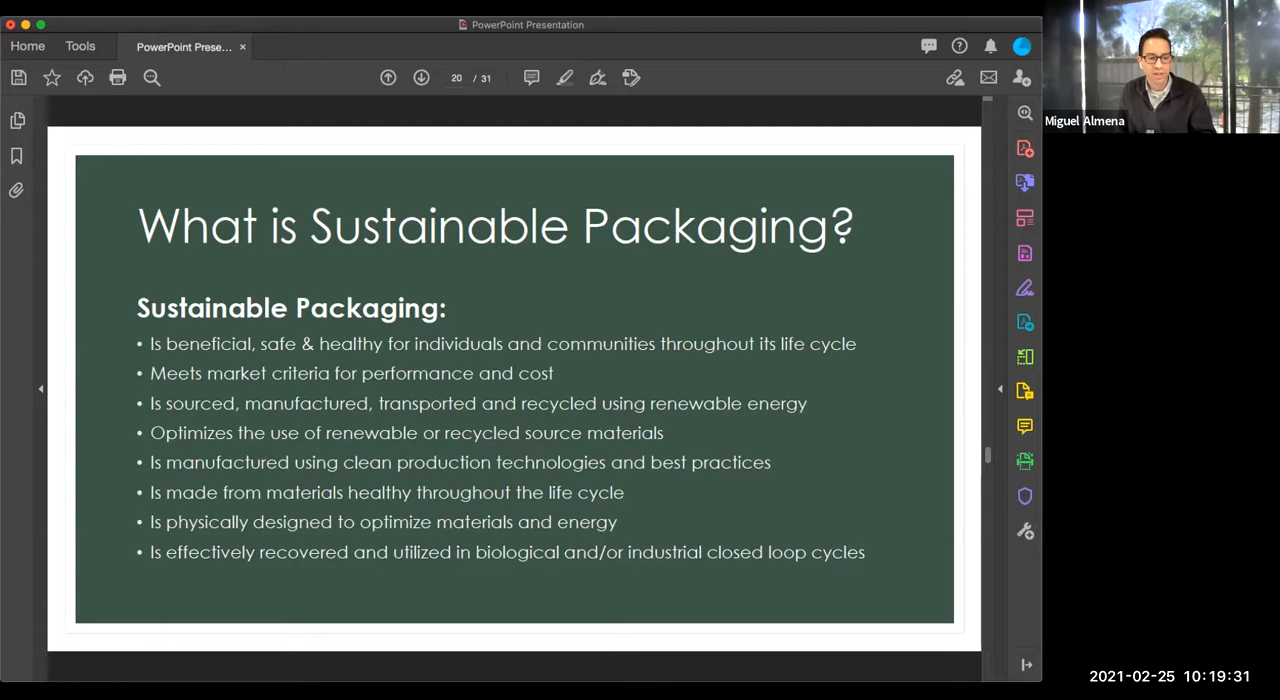 PowerPoint Presentation
Home
Tools
PowerPoint Prese... ×
20 / 31
Miguel Almena
What is Sustainable Packaging?
Sustainable Packaging:
• Is beneficial, safe & healthy for individuals and communities throughout its life cycle
• Meets market criteria for performance and cost
• Is sourced, manufactured, transported and recycled using renewable energy
• Optimizes the use of renewable or recycled source materials
• Is manufactured using clean production technologies and best practices
• Is made from materials healthy throughout the life cycle
• Is physically designed to optimize materials and energy
• Is effectively recovered and utilized in biological and/or industrial closed loop cycles
2021-02-25 10:19:31